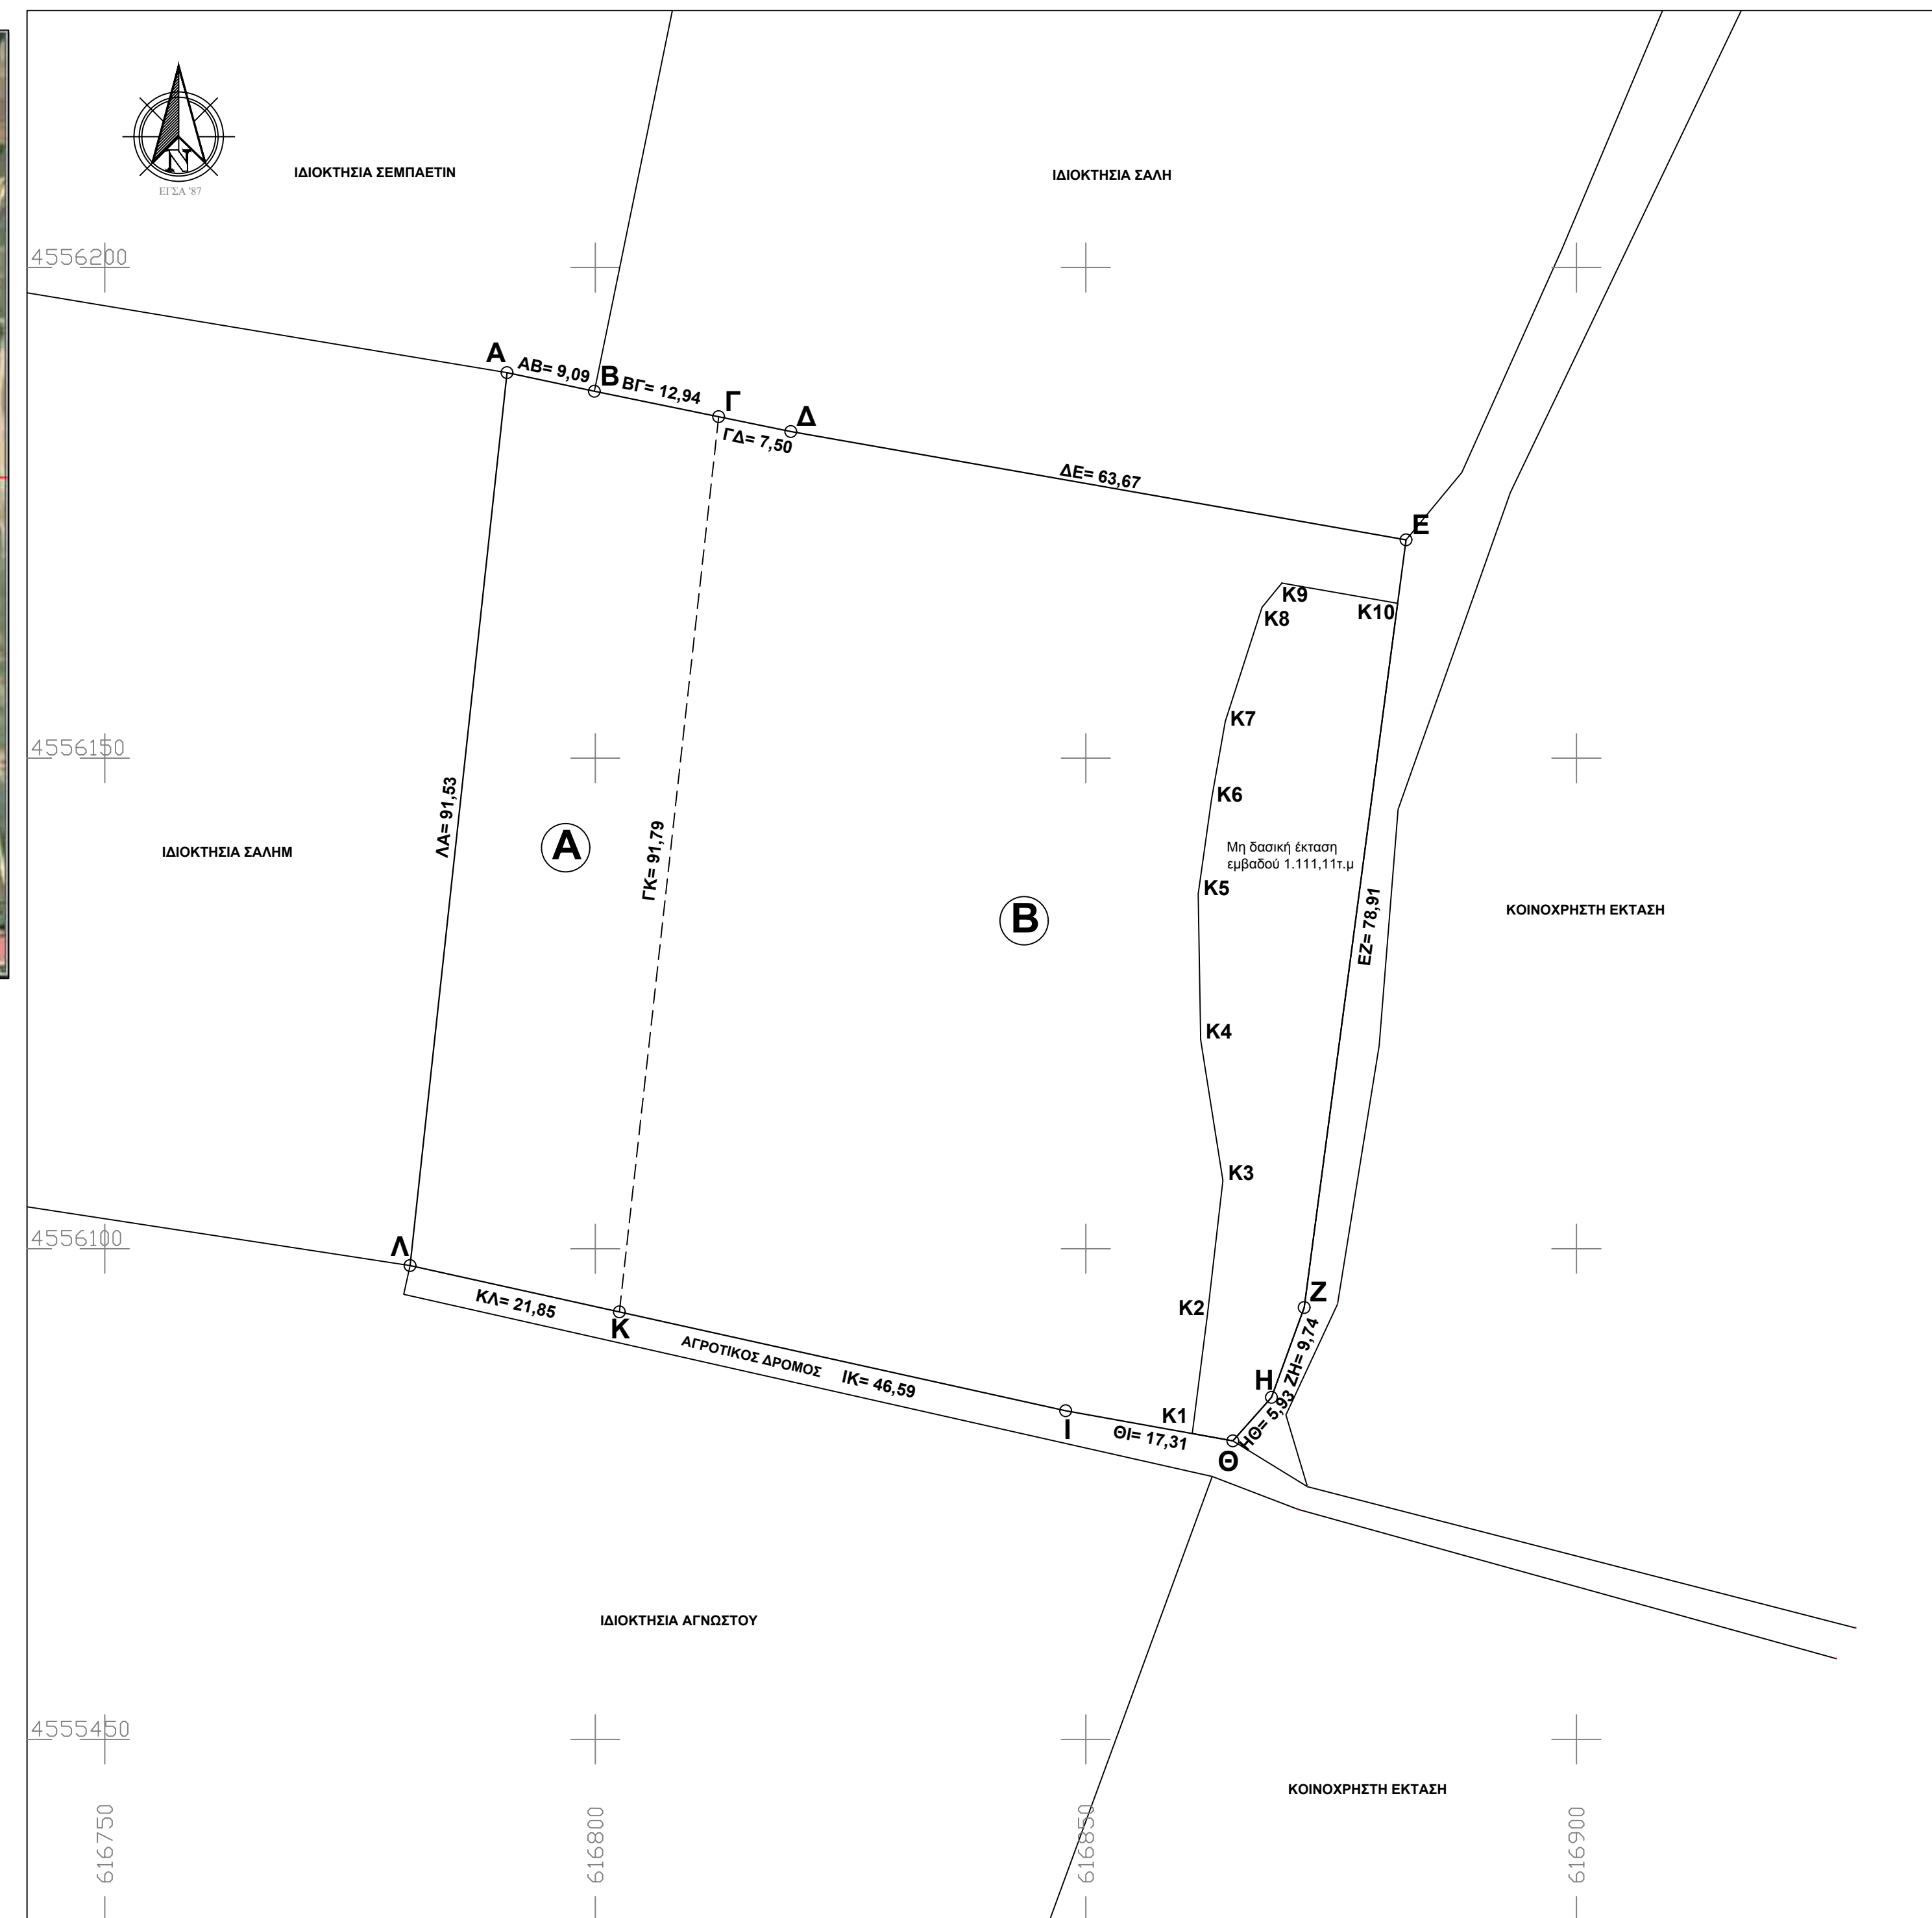 N
ΕΓΣΑ '87
ΙΔΙΟΚΤΗΣΙΑ ΣΕΜΠΑΕΤΙΝ
ΙΔΙΟΚΤΗΣΙΑ ΣΑΛΗ
4556200
Α
ΑΒ= 9,09
Β
ΒΓ= 12,94
Γ
ΓΔ= 7,50
Δ
ΔΕ= 63,67
Ε
Κ9
Κ10
Κ8
Κ7
4556150
Κ6
ΛΑ= 91,53
ΓΚ= 91,79
Α
ΙΔΙΟΚΤΗΣΙΑ ΣΑΛΗΜ
Μη δασική έκταση
εμβαδού 1.111,11τ.μ
Κ5
Β
ΕΖ= 78,91
ΚΟΙΝΟΧΡΗΣΤΗ ΕΚΤΑΣΗ
Κ4
Κ3
4556100
Λ
ΚΛ= 21,85
Κ
ΑΓΡΟΤΙΚΟΣ ΔΡΟΜΟΣ
ΙΚ= 46,59
Κ2
Ζ
ΖΗ= 9,74
Η
ΗΘ= 5,93
Κ1
Ι
ΘΙ= 17,31
Θ
ΙΔΙΟΚΤΗΣΙΑ ΑΓΝΩΣΤΟΥ
4555450
ΚΟΙΝΟΧΡΗΣΤΗ ΕΚΤΑΣΗ
616750
616800
616850
616900